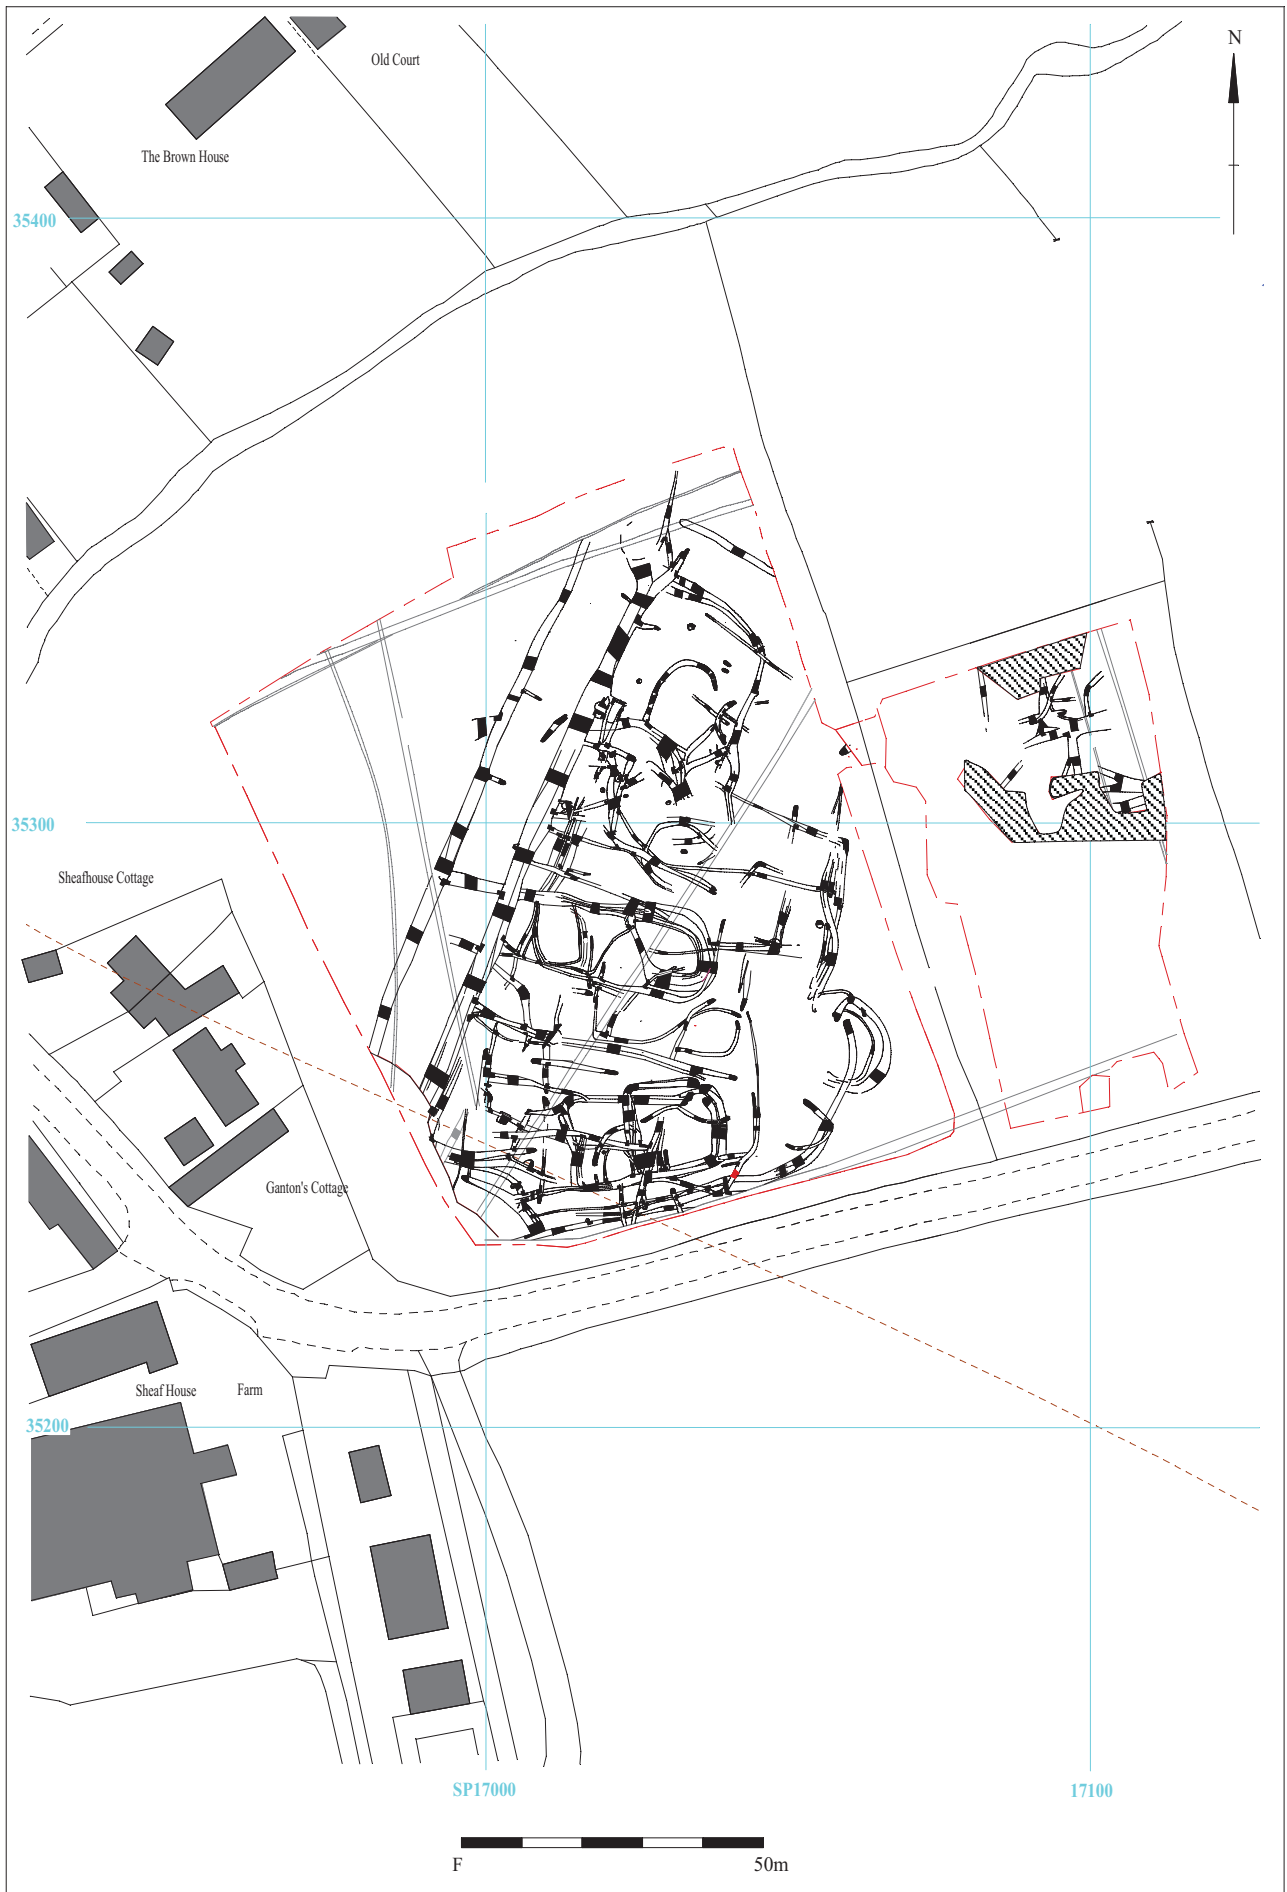 N
Old Court
The Brown House
35400
35300
Sheafhouse Cottage
Ganton's Cottage
Sheaf House Farm
35200
SP17000 17100
F 50m